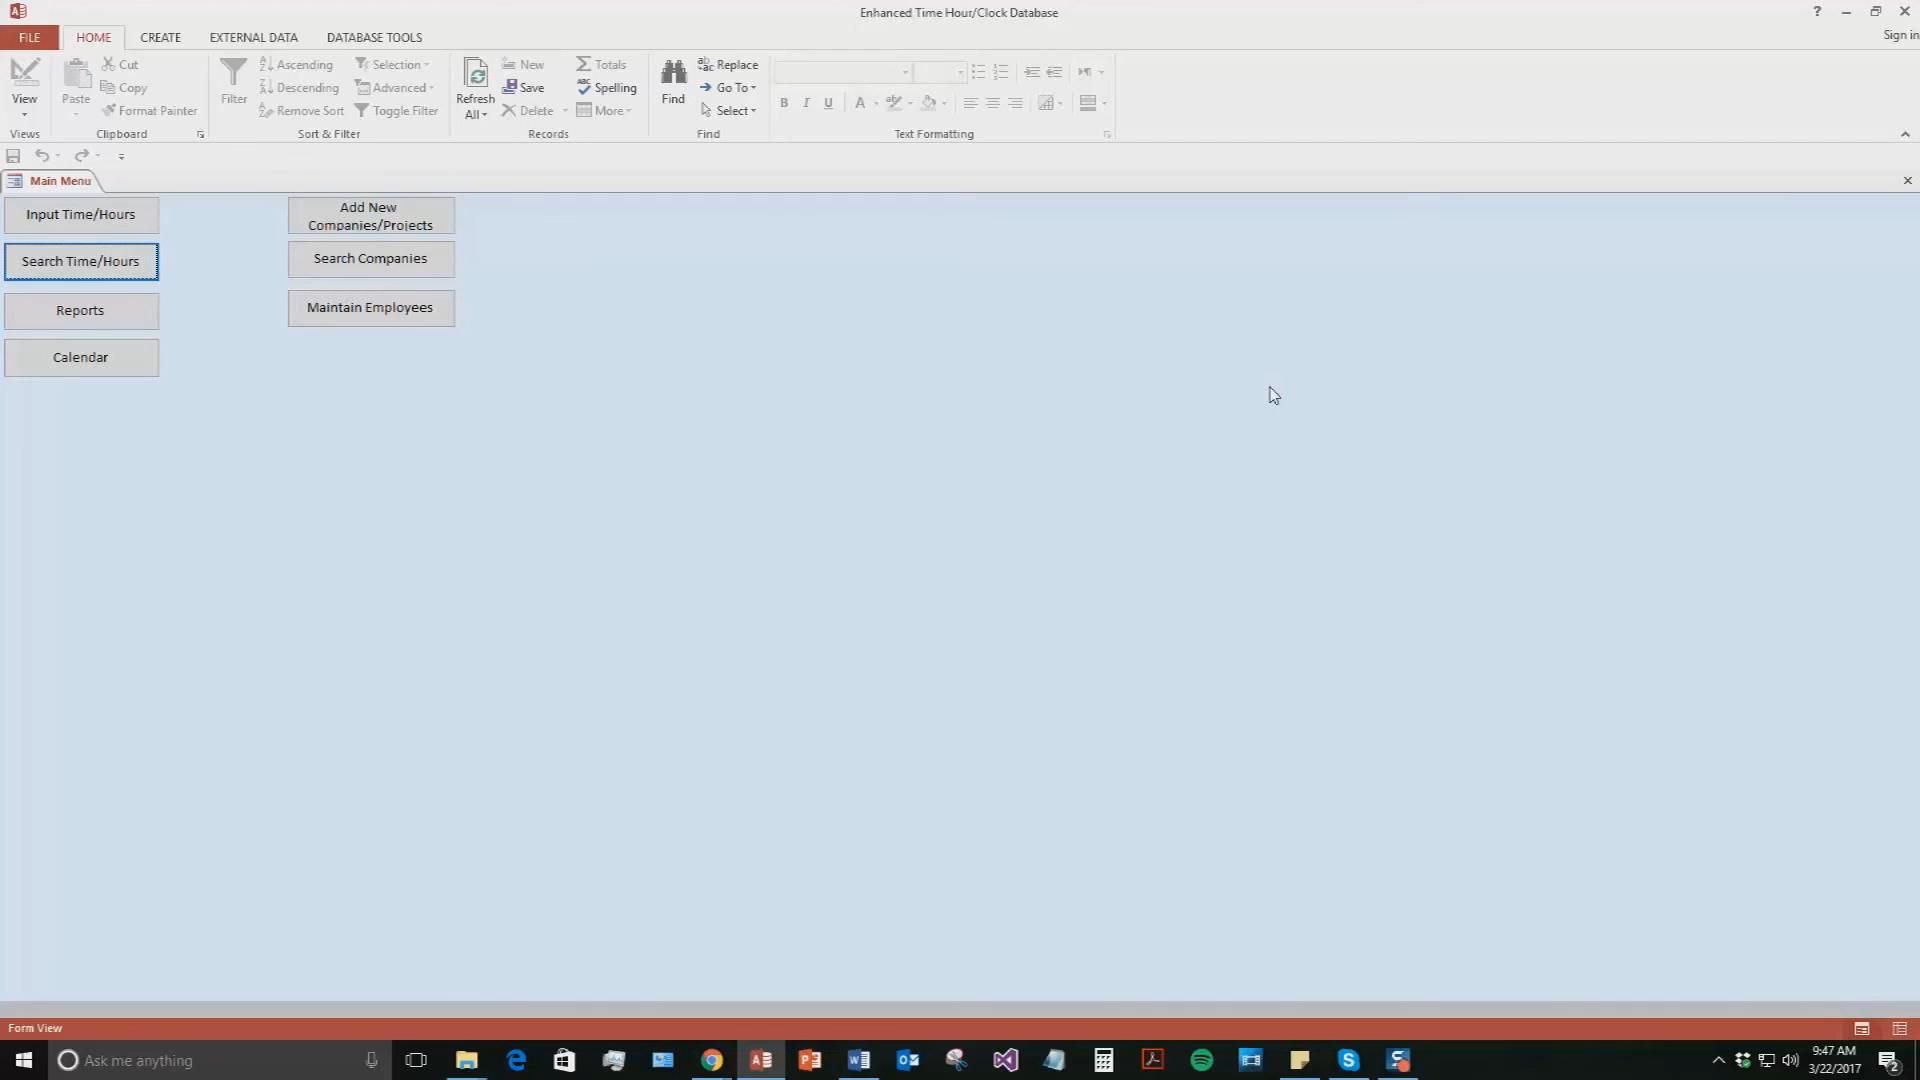 Enhanced Time Hour/Clock Database
?
Sign in
FILE HOME CREATE EXTERNAL DATA DATABASE TOOLS
View
Views
Paste
Cut
Copy
Format Painter
Clipboard
Filter
Ascending
Descending
Remove Sort
Selection
Advanced
Toggle Filter
Sort & Filter
Refresh
All
New
Save
Delete
Totals
Spelling
More
Records
Find
Replace
Go To
Select
Find
B I U A
Text Formatting
Main Menu
Input Time/Hours
Search Time/Hours
Reports
Calendar
Add New
Companies/Projects
Search Companies
Maintain Employees
Form View
Ask me anything
9:47 AM
3/22/2017
2